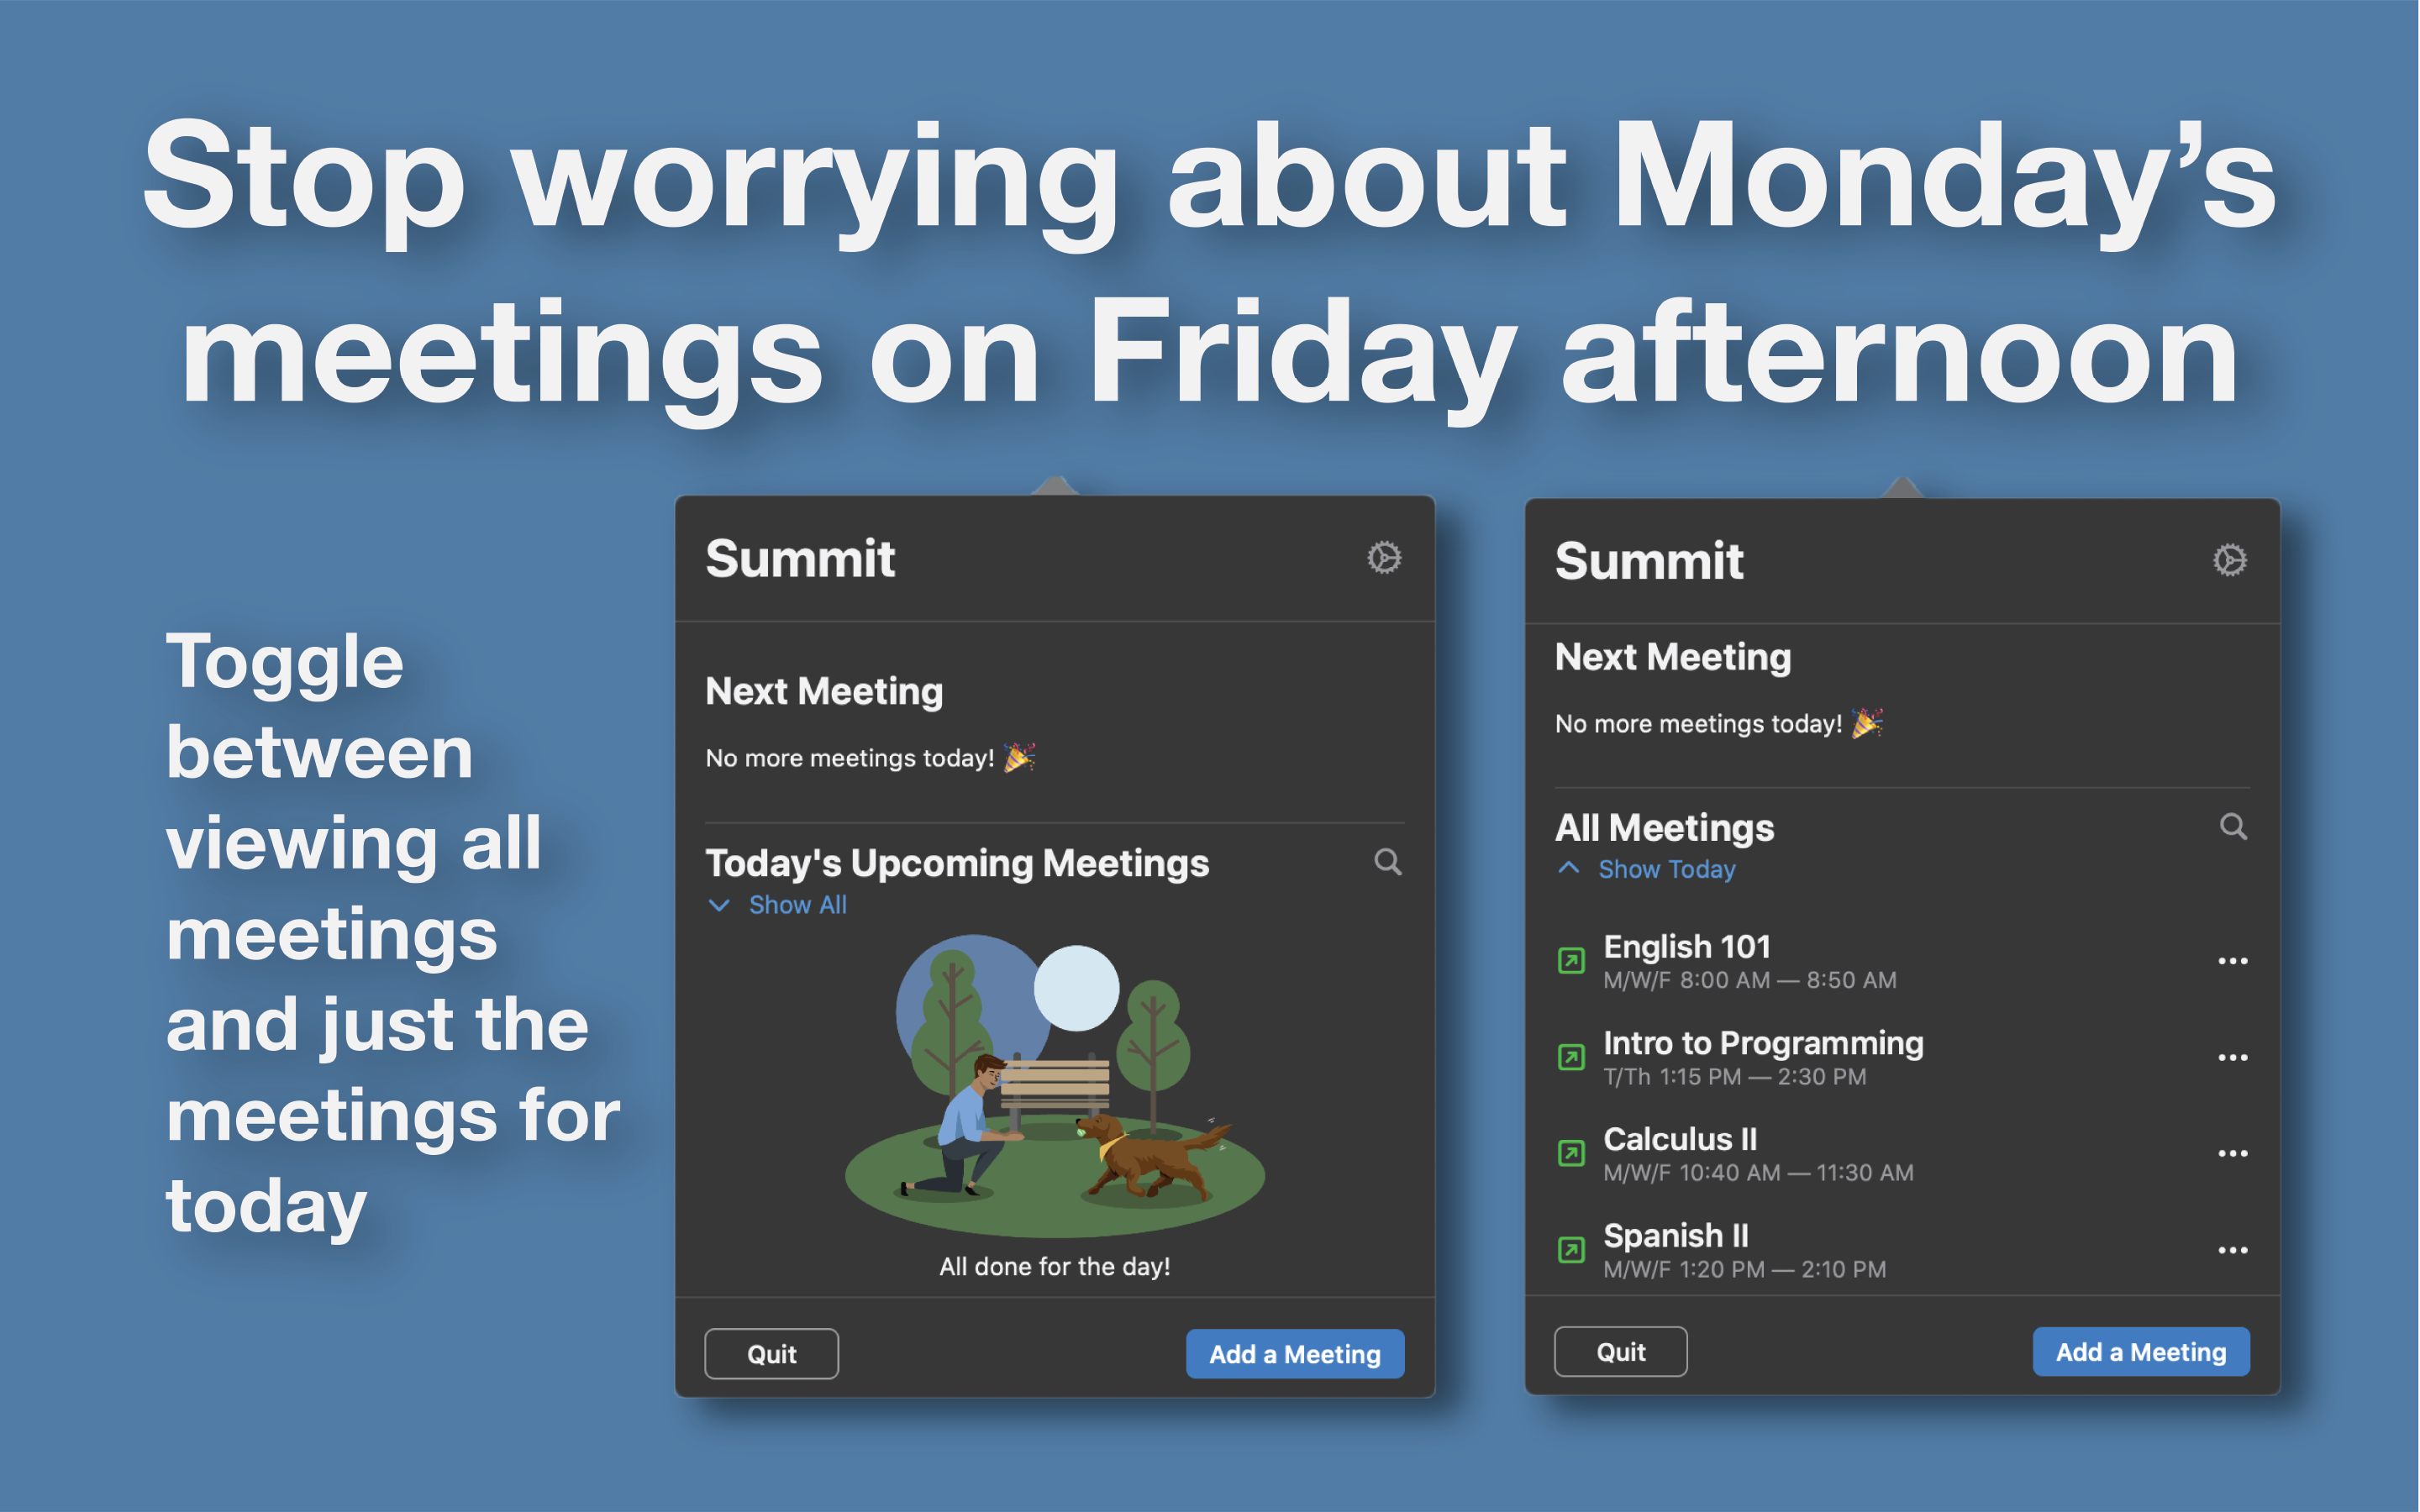 Stop worrying about Monday’s
meetings on Friday afternoon
Toggle
between
viewing all
meetings
and just the
meetings for
today
Summit
Next Meeting
No more meetings today! 🎉
Today's Upcoming Meetings
Show All
All done for the day!
Quit
Add a Meeting
Summit
Next Meeting
No more meetings today! 🎉
All Meetings
Show Today
English 101
M/W/F 8:00 AM — 8:50 AM
Intro to Programming
T/Th 1:15 PM — 2:30 PM
Calculus II
M/W/F 10:40 AM — 11:30 AM
Spanish II
M/W/F 1:20 PM — 2:10 PM
Quit
Add a Meeting